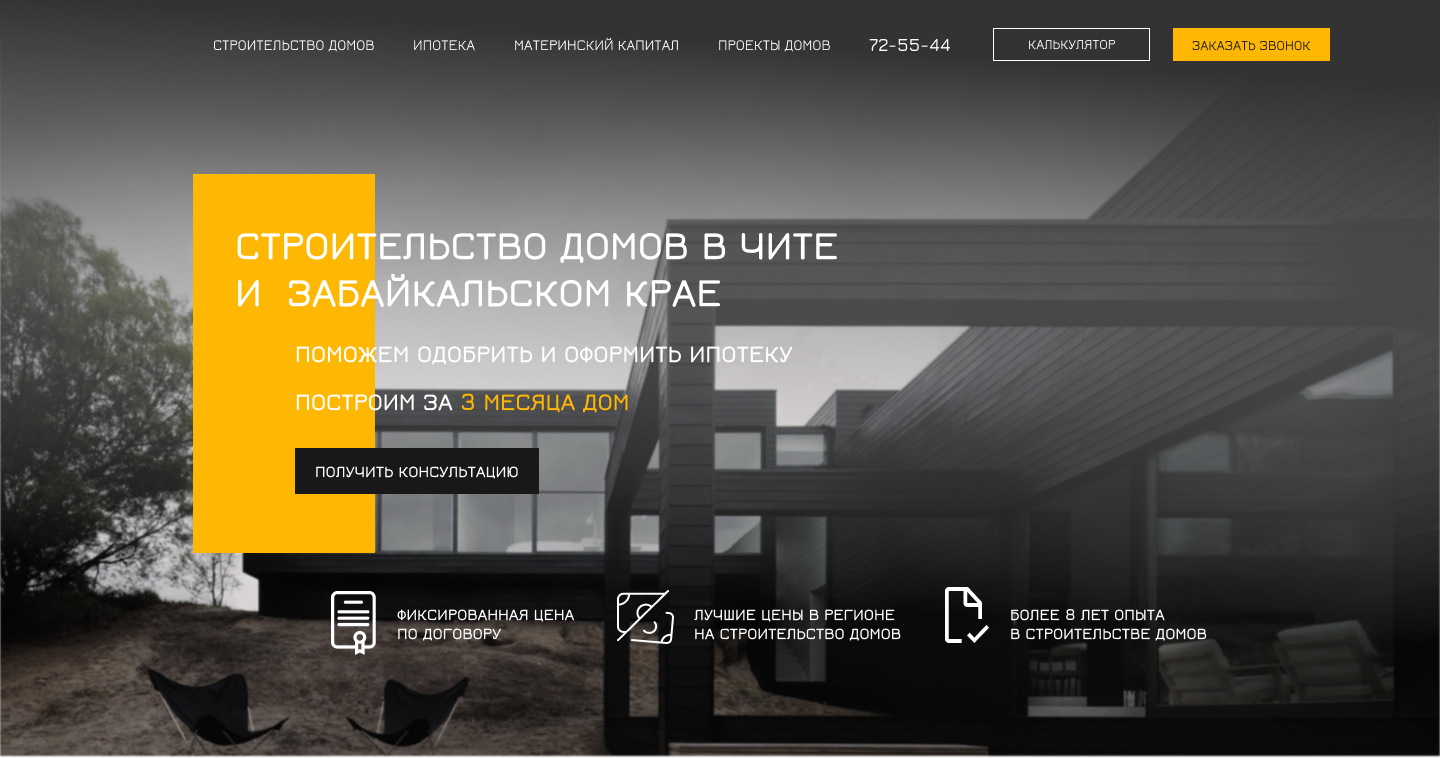 СТРОИТЕЛЬСТВО ДОМОВ ИПОТЕКА МАТЕРИНСКИЙ КАПИТАЛ ПРОЕКТЫ ДОМОВ 72-55-44 КАЛЬКУЛЯТОР ЗАКАЗАТЬ ЗВОНОК
СТРОИТЕЛЬСТВО ДОМОВ В ЧИТЕ
И ЗАБАЙКАЛЬСКОМ КРАЕ
ПОМОЖЕМ ОДОБРИТЬ И ОФОРМИТЬ ИПОТЕКУ
ПОСТРОИМ ЗА 3 МЕСЯЦА ДОМ
ПОЛУЧИТЬ КОНСУЛЬТАЦИЮ
ФИКСИРОВАННАЯ ЦЕНА
ПО ДОГОВОРУ
ЛУЧШИЕ ЦЕНЫ В РЕГИОНЕ
НА СТРОИТЕЛЬСТВО ДОМОВ
БОЛЕЕ 8 ЛЕТ ОПЫТА
В СТРОИТЕЛЬСТВЕ ДОМОВ